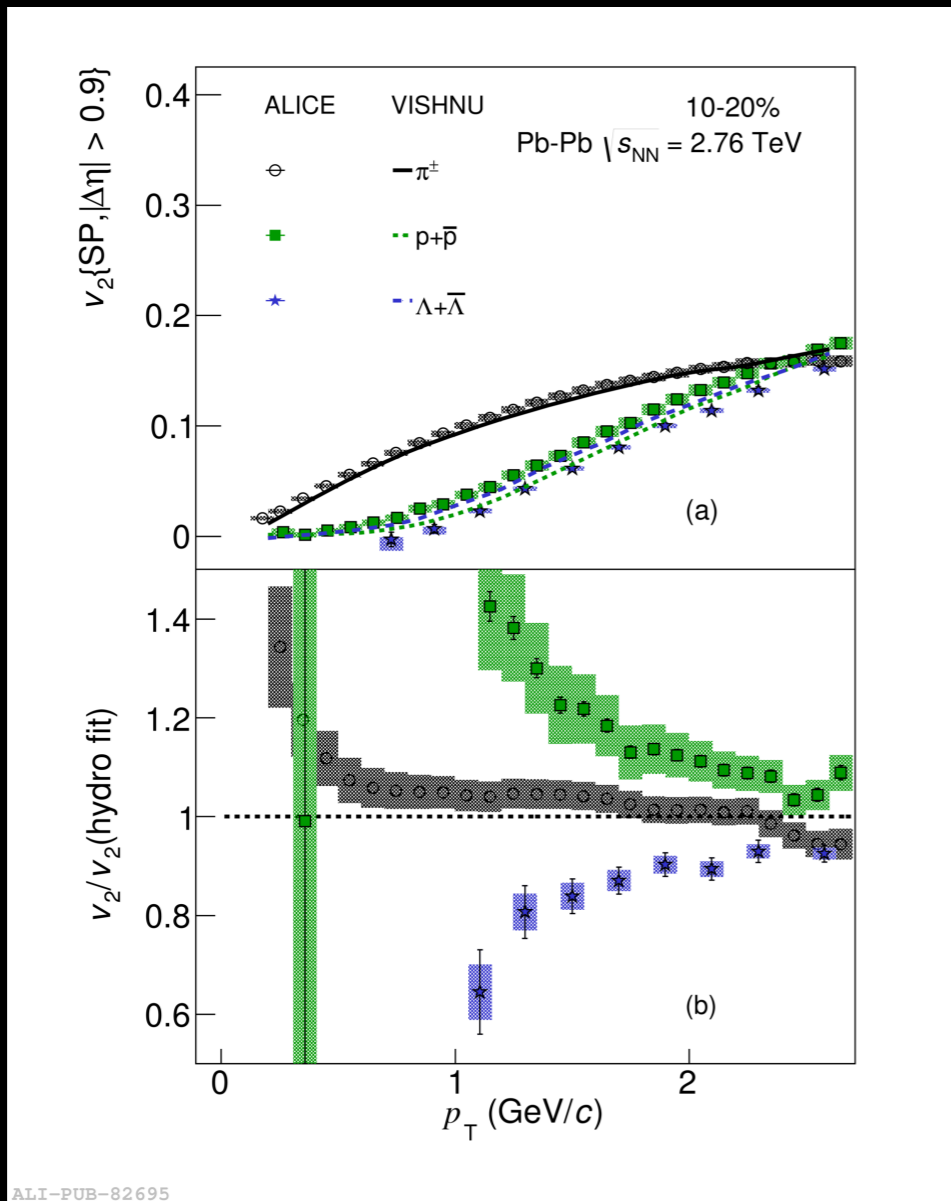 v2{SP,|Δη| > 0.9}
0.4
0.3
0.2
0.1
0
ALICE VISHNU
10-20%
Pb-Pb √sNN = 2.76 TeV
π±
p+p̅
Λ+Λ̅
(a)
v2/v2(hydro fit)
1.4
1.2
1
0.8
0.6
(b)
0 1 2
pT (GeV/c)
ALI-PUB-82695